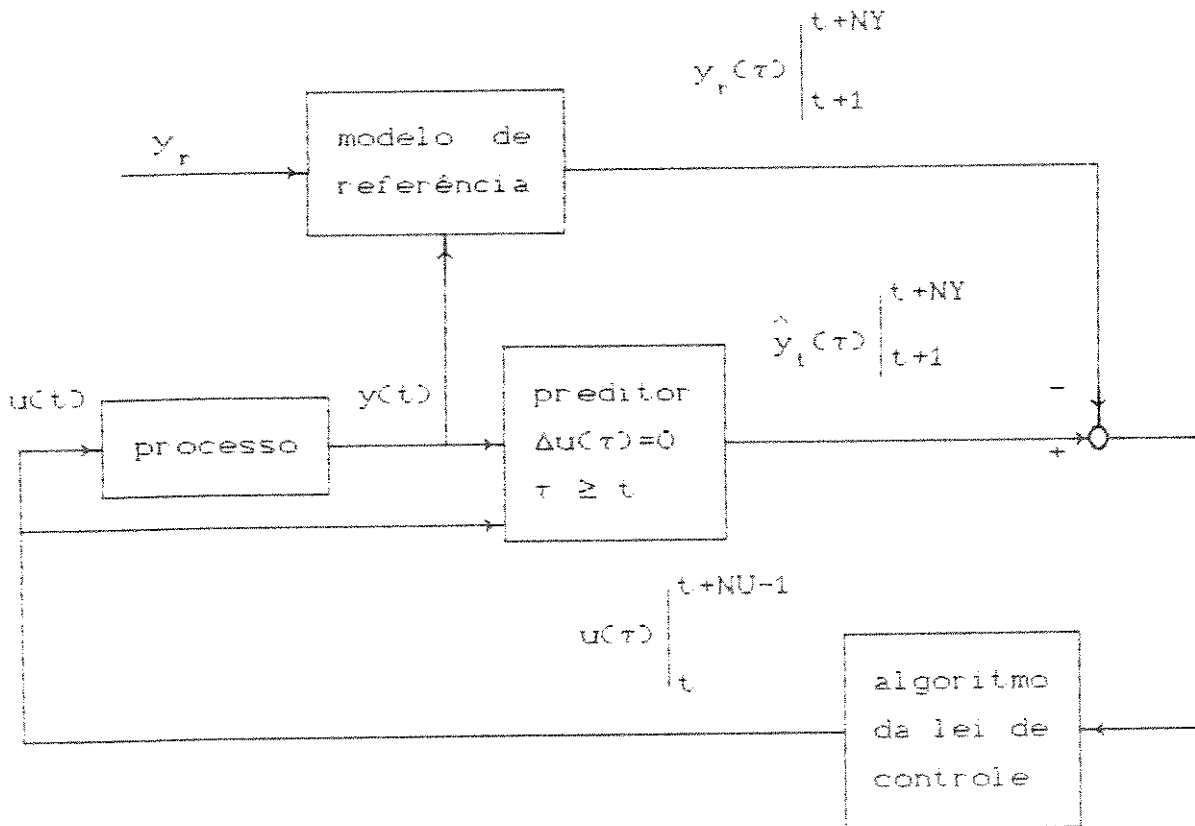 t+NY
y_r(τ)
t+1
y_r
modelo de
referência
t+NY
ŷ_t(τ)
t+1
u(t)
y(t)
processo
preditor
Δu(τ)=0
τ ≥ t
-
+
t+NU-1
u(τ)
t
algoritmo
da lei de
controle